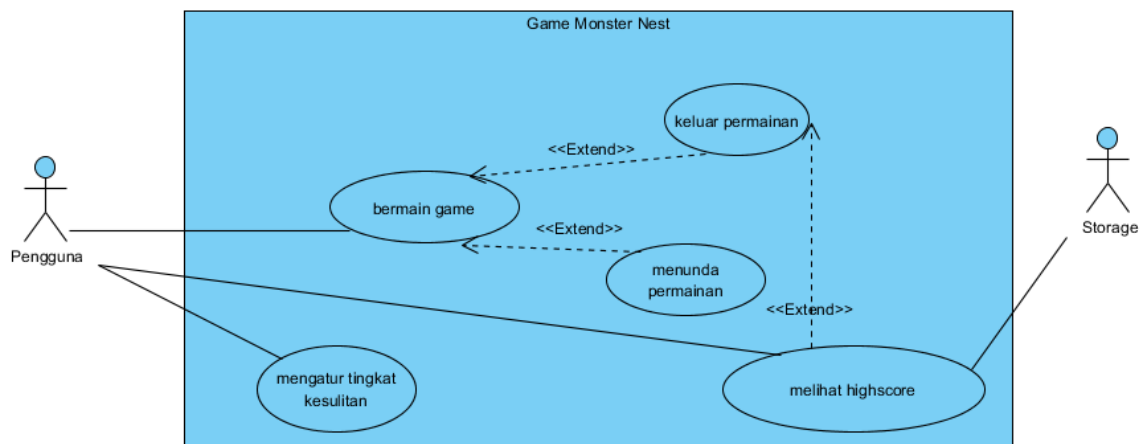 Game Monster Nest
keluar permainan
<<Extend>>
bermain game
<<Extend>>
Pengguna
Storage
menunda
permainan
<<Extend>>
mengatur tingkat
kesulitan
melihat highscore